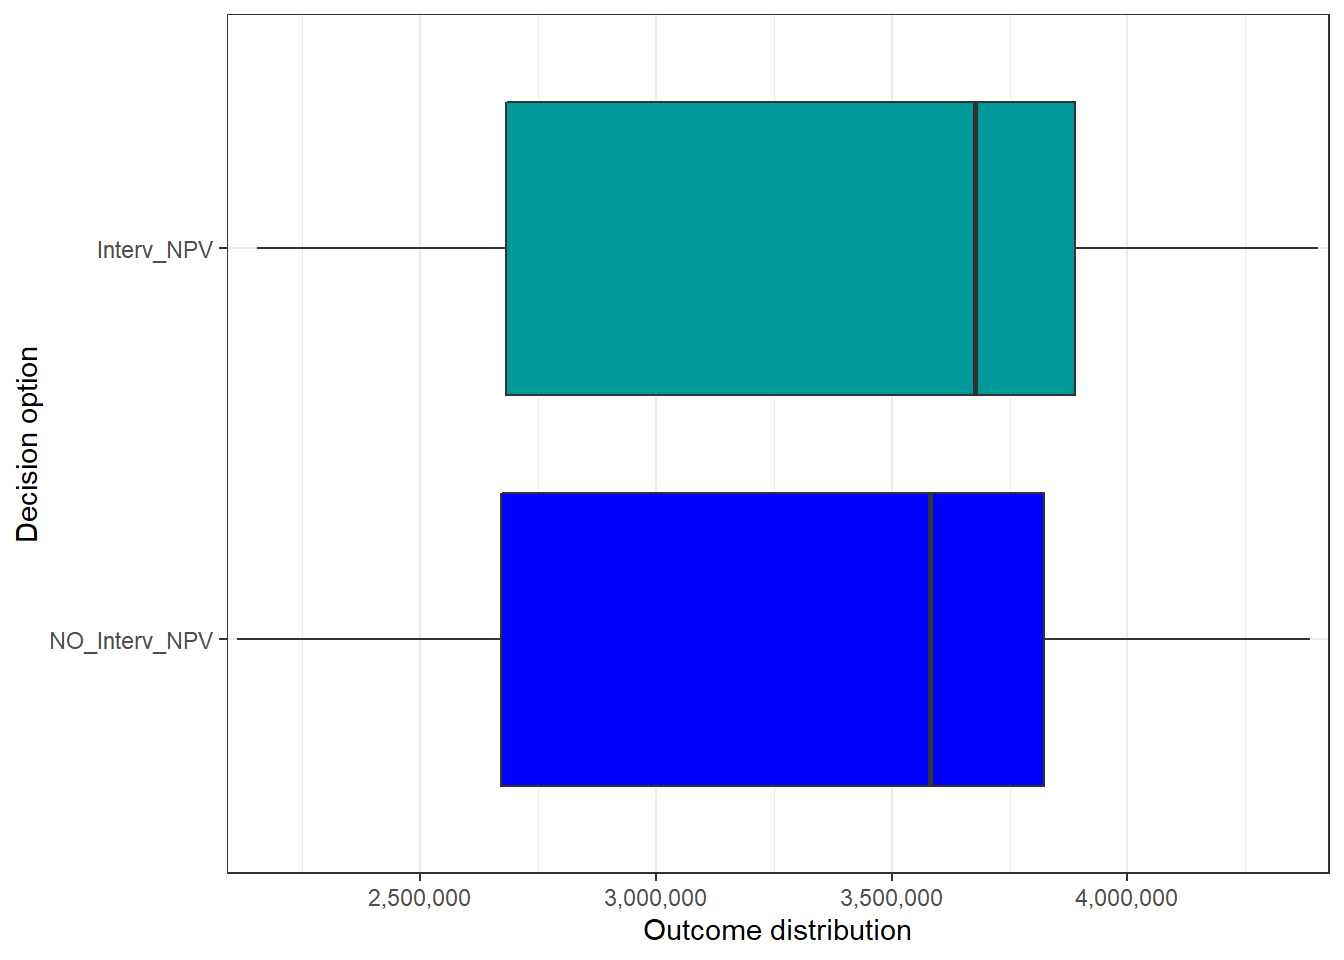 Decision option
Interv_NPV
NO_Interv_NPV
2,500,000 3,000,000 3,500,000 4,000,000
Outcome distribution